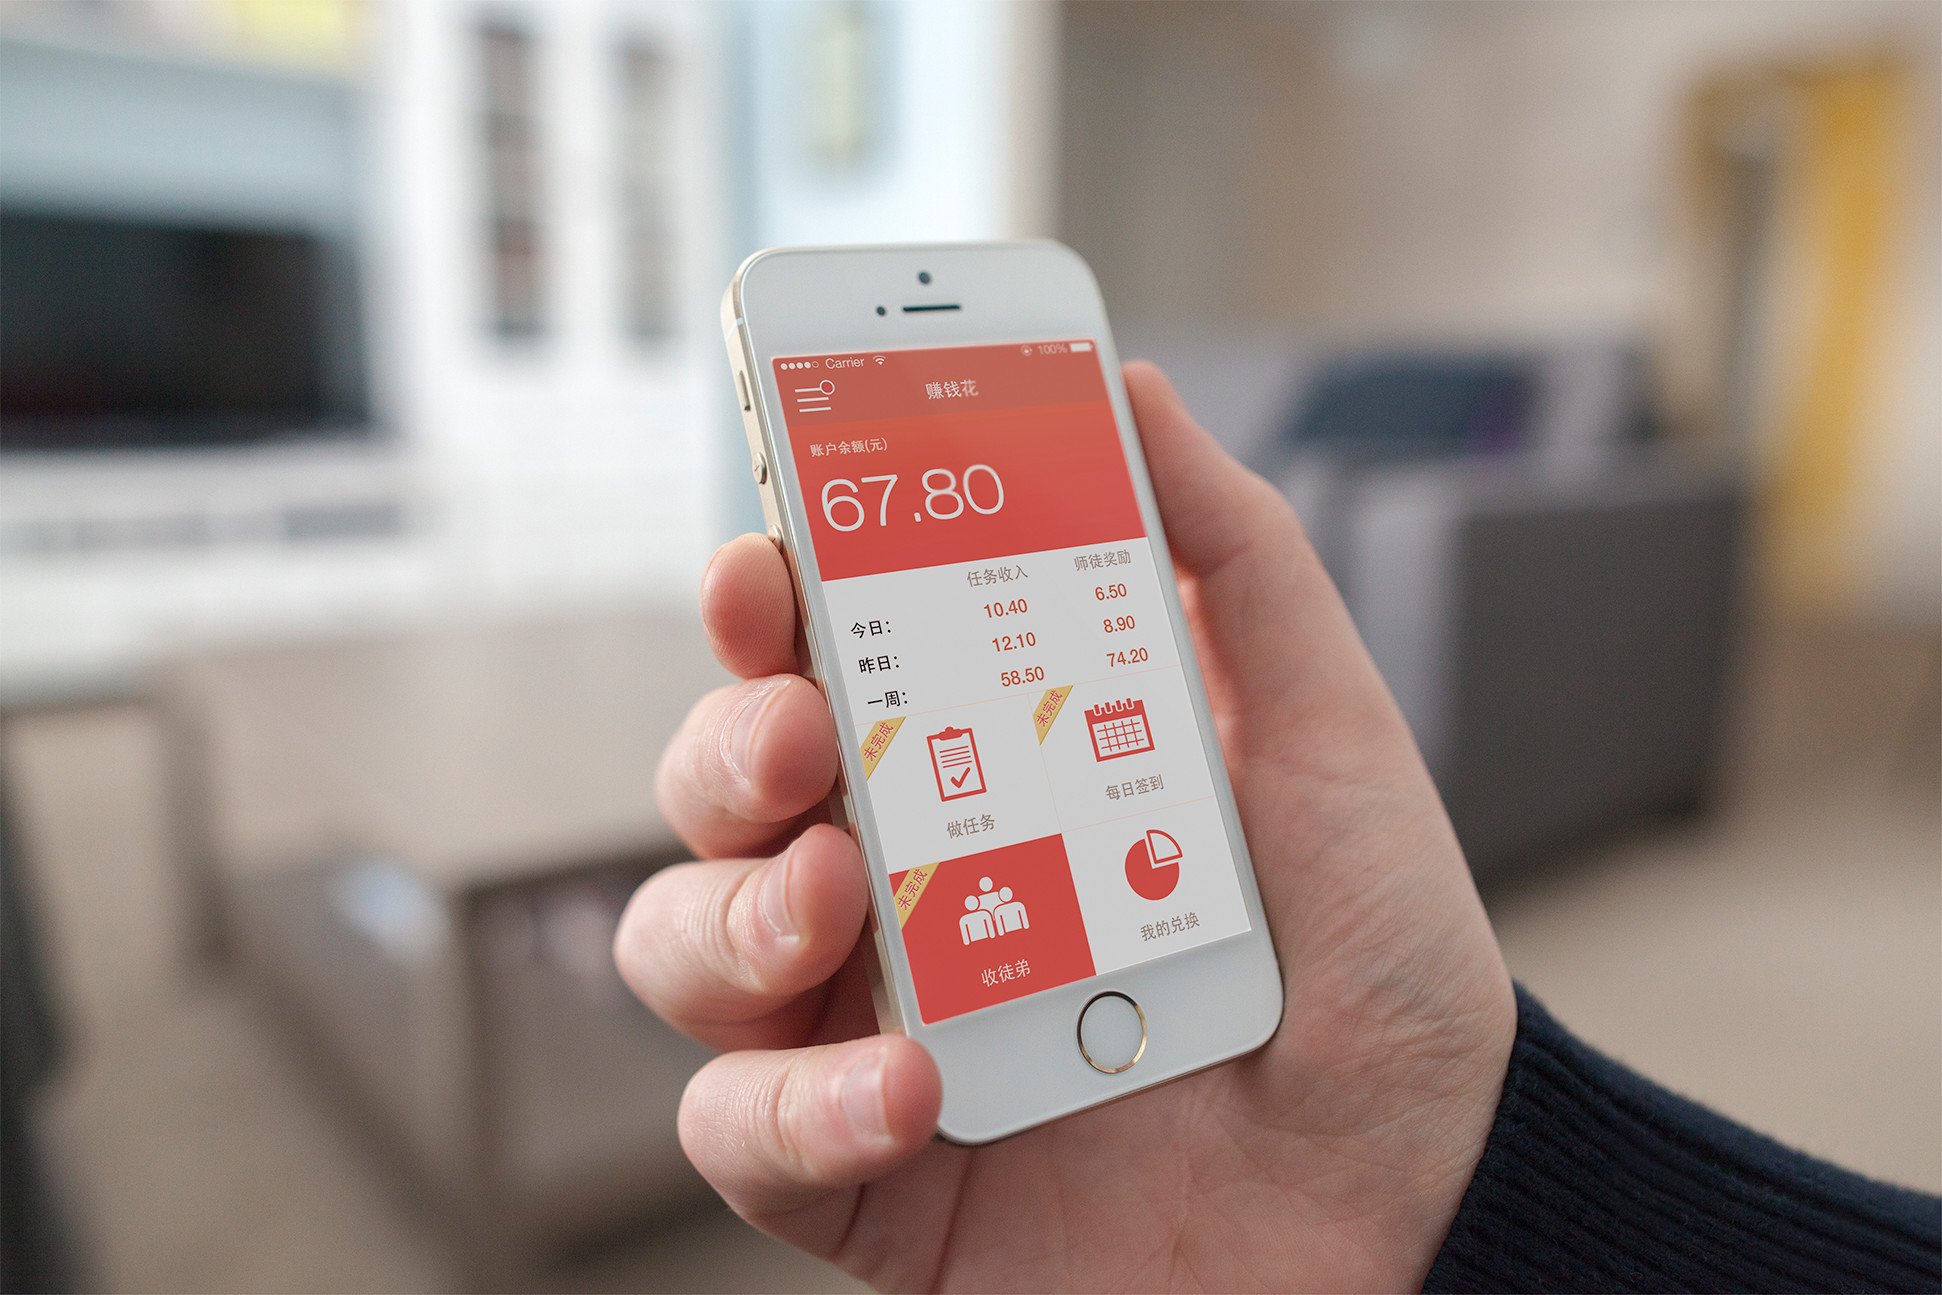 Carrier
100%
赚钱花
账户余额(元)
67.80
任务收入 师徒奖励
今日： 10.40 6.50
昨日： 12.10 8.90
一周： 58.50 74.20
未完成
做任务
未完成
每日签到
未完成
收徒弟
我的兑换